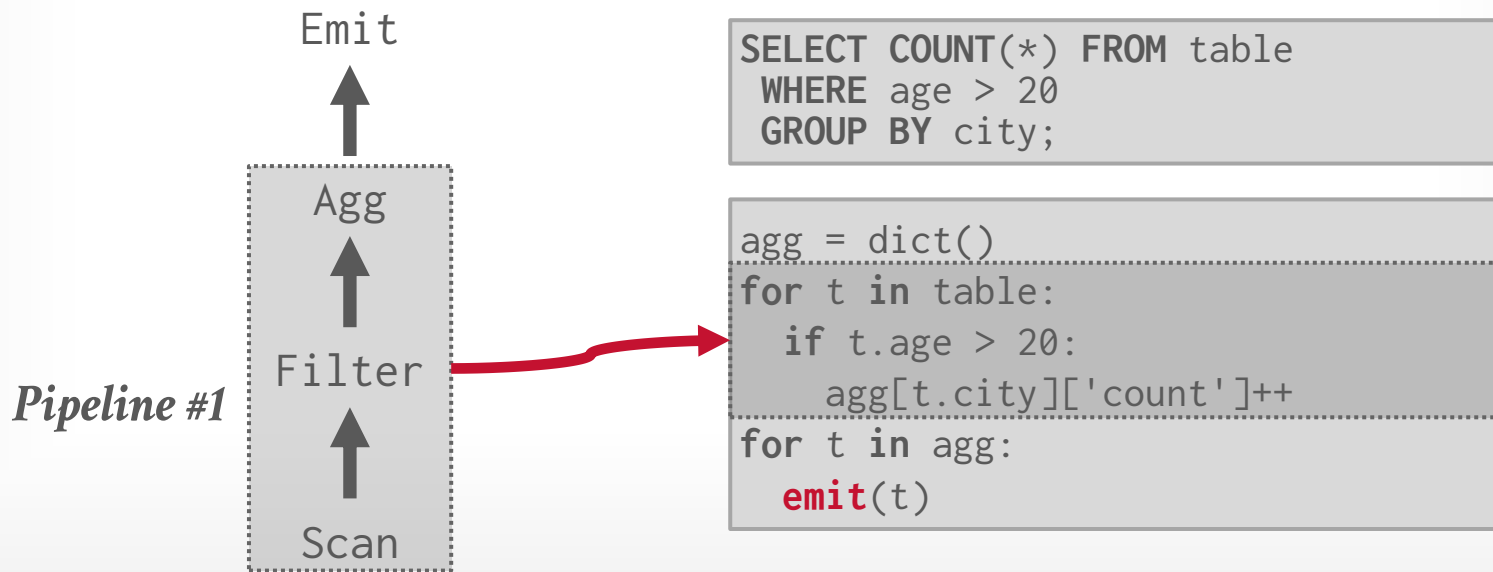 Emit
Agg
Filter
Scan
Pipeline #1
SELECT COUNT(*) FROM table
WHERE age > 20
GROUP BY city;
agg = dict()
for t in table:
if t.age > 20:
agg[t.city]['count']++
for t in agg:
emit(t)